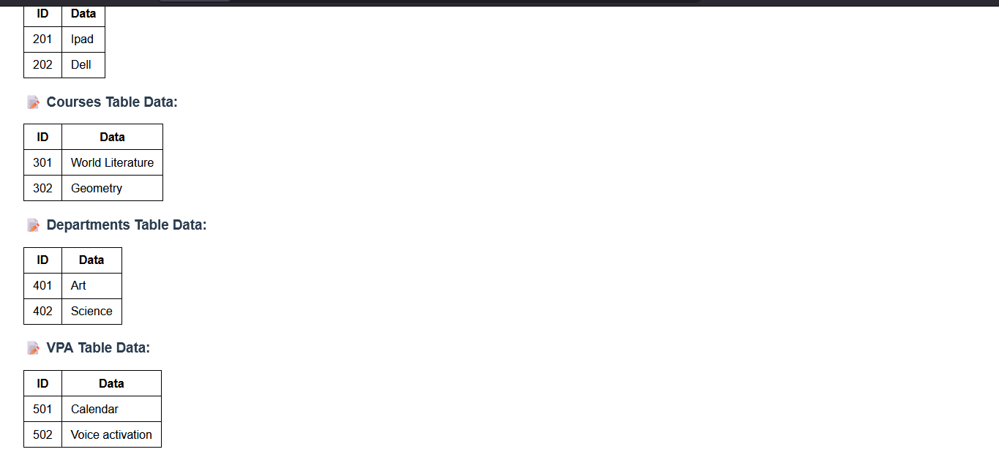 ID Data
201 Ipad
202 Dell
Courses Table Data:
ID Data
301 World Literature
302 Geometry
Departments Table Data:
ID Data
401 Art
402 Science
VPA Table Data:
ID Data
501 Calendar
502 Voice activation